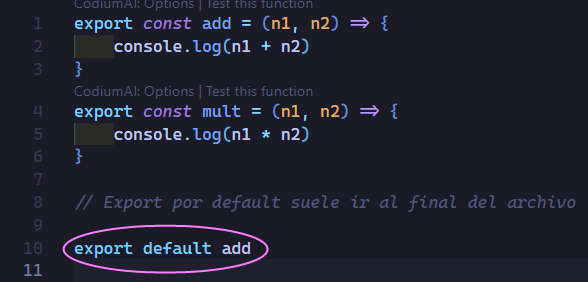 CodiumAI: Options | Test this function
1 export const add = (n1, n2) => {
2 console.log(n1 + n2)
3 }
CodiumAI: Options | Test this function
4 export const mult = (n1, n2) => {
5 console.log(n1 * n2)
6 }
7
8 // Export por default suele ir al final del archivo
9
10 export default add
11